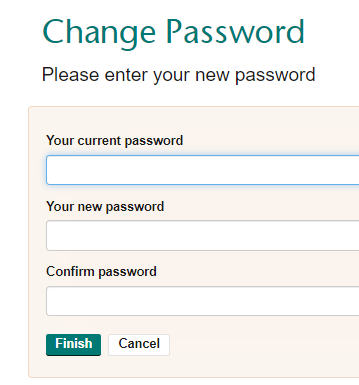 Change Password
Please enter your new password
Your current password
Your new password
Confirm password
Finish Cancel